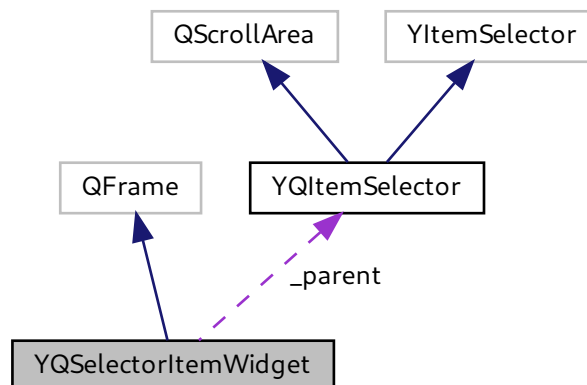 QScrollArea
YItemSelector
QFrame
YQItemSelector
_parent
YQSelectorItemWidget